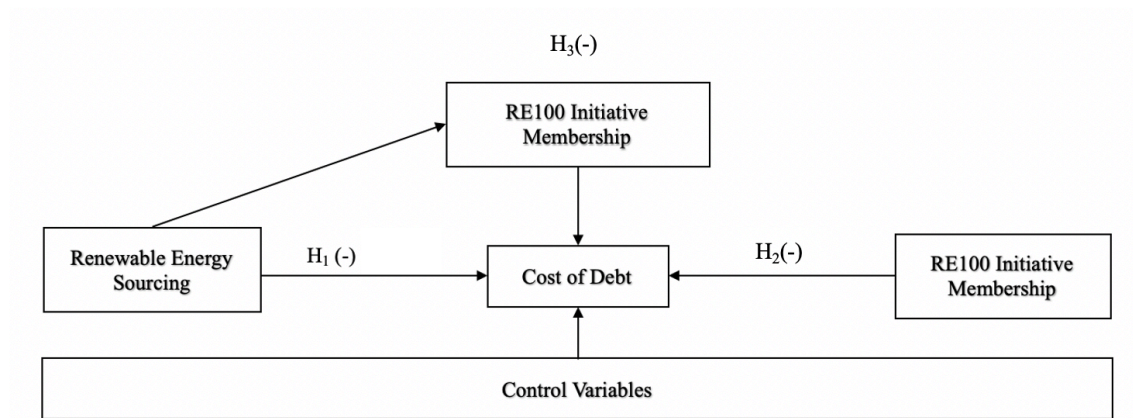 H₃(-)
RE100 Initiative
Membership
Renewable Energy
Sourcing
H₁ (-)
Cost of Debt
H₂(-)
RE100 Initiative
Membership
Control Variables